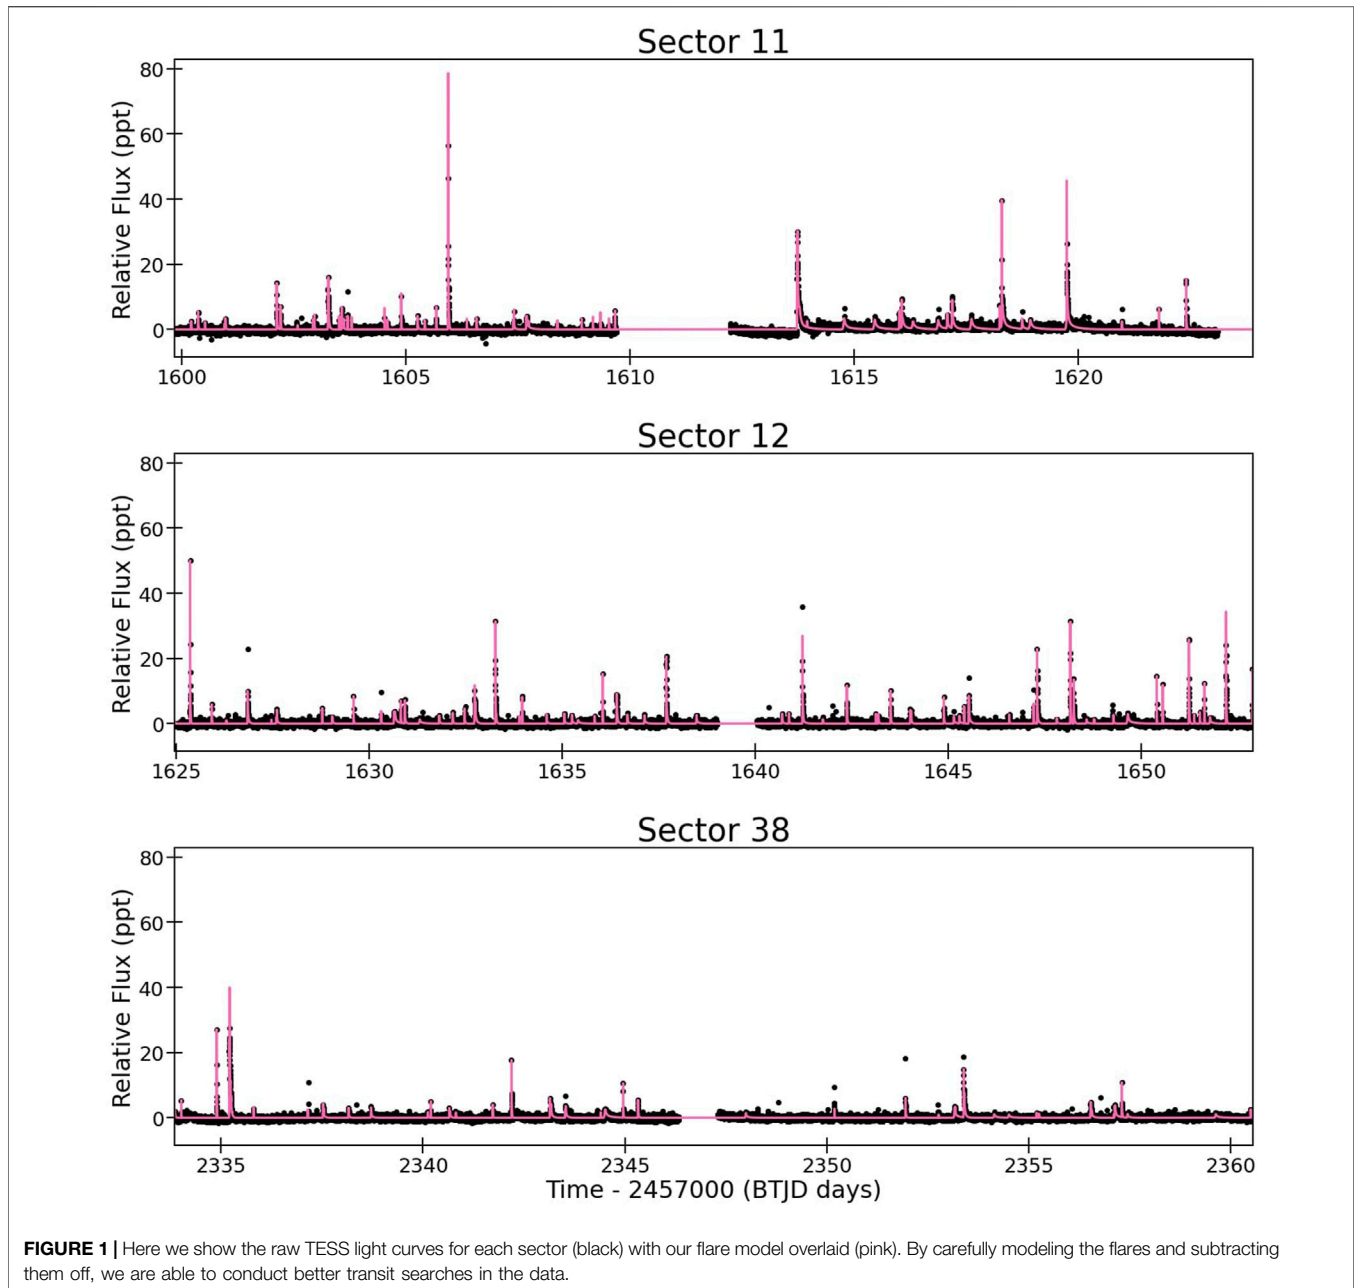 Sector 11
Relative Flux (ppt)
80
60
40
20
0
1600 1605 1610 1615 1620
Sector 12
Relative Flux (ppt)
80
60
40
20
0
1625 1630 1635 1640 1645 1650
Sector 38
Relative Flux (ppt)
80
60
40
20
0
2335 2340 2345 2350 2355 2360
Time - 2457000 (BTJD days)
FIGURE 1 | Here we show the raw TESS light curves for each sector (black) with our flare model overlaid (pink). By carefully modeling the flares and subtracting
them off, we are able to conduct better transit searches in the data.